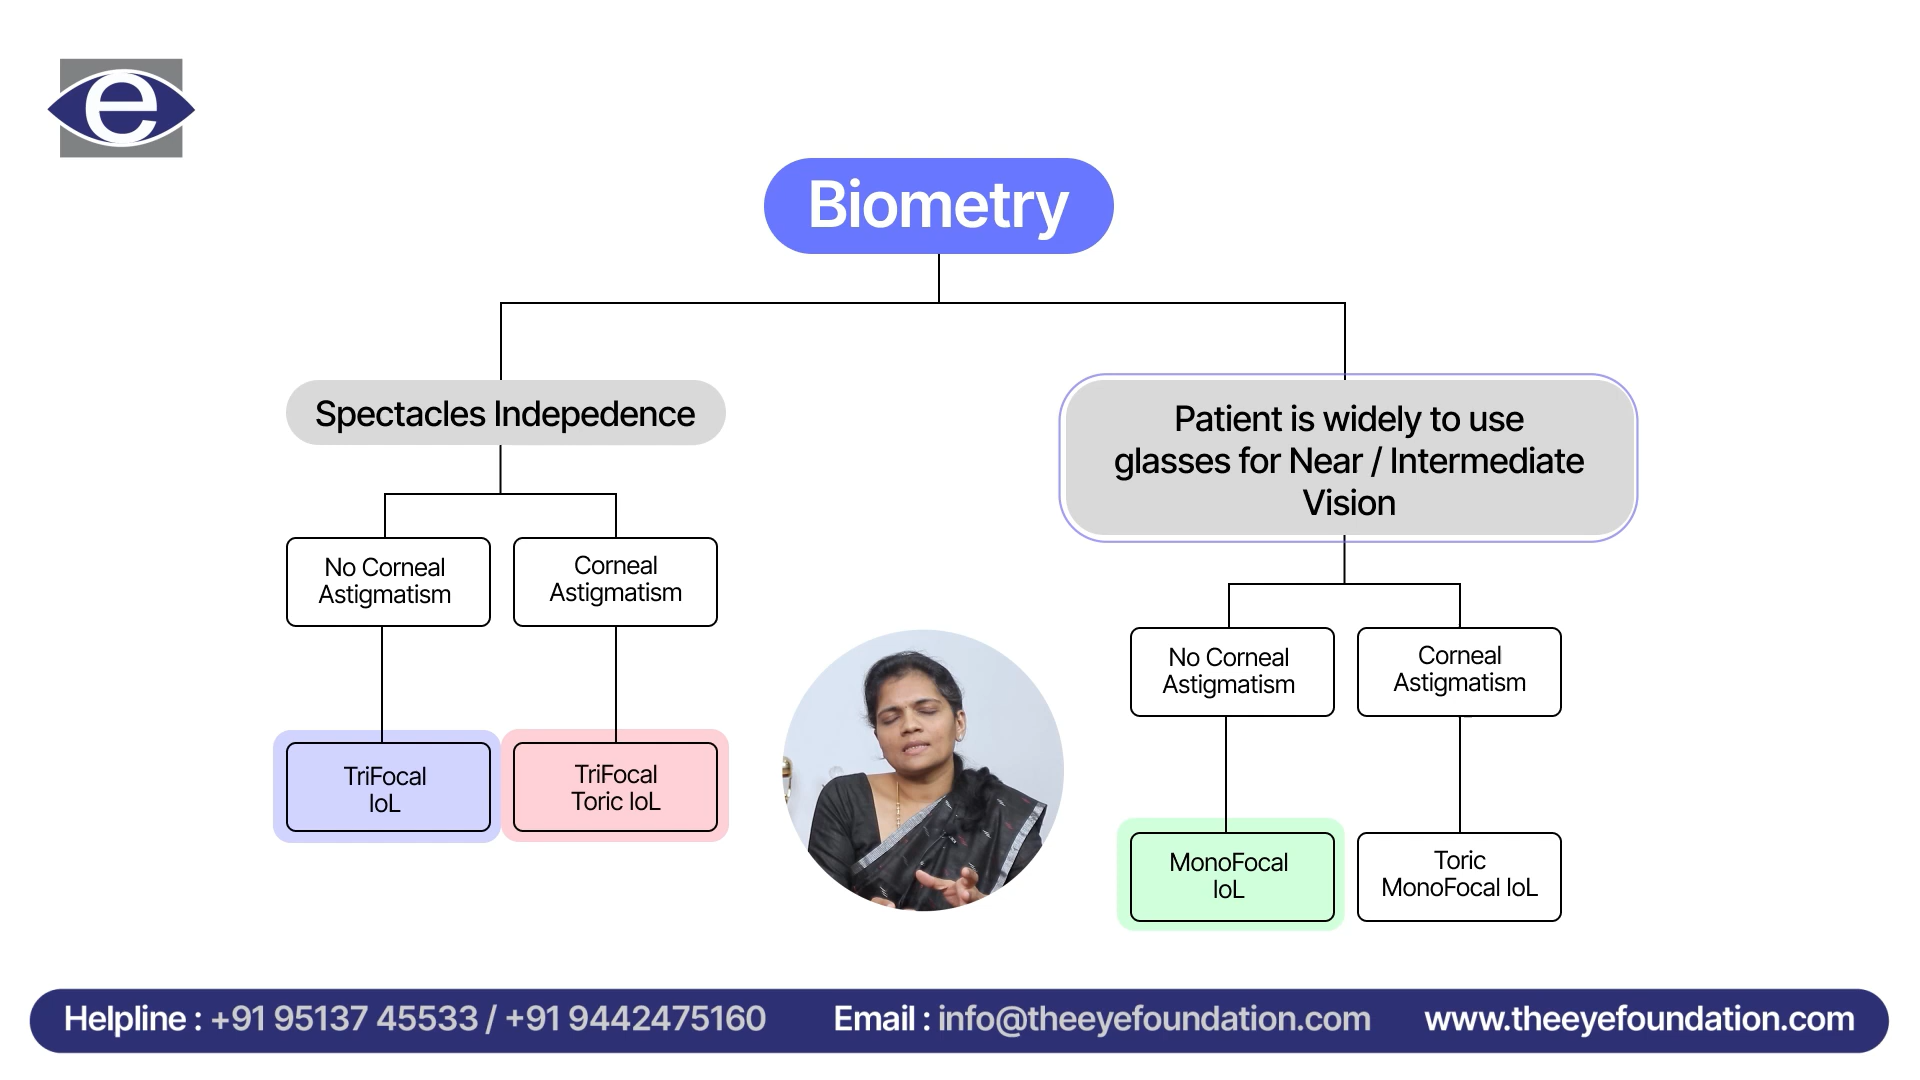 e
Biometry
Spectacles Indepedence
Patient is widely to use
glasses for Near / Intermediate
Vision
No Corneal
Astigmatism
Corneal
Astigmatism
No Corneal
Astigmatism
Corneal
Astigmatism
TriFocal
IoL
TriFocal
Toric IoL
MonoFocal
IoL
Toric
MonoFocal IoL
Helpline : +91 95137 45533 / +91 9442475160 Email : info@theeyefoundation.com www.theeyefoundation.com